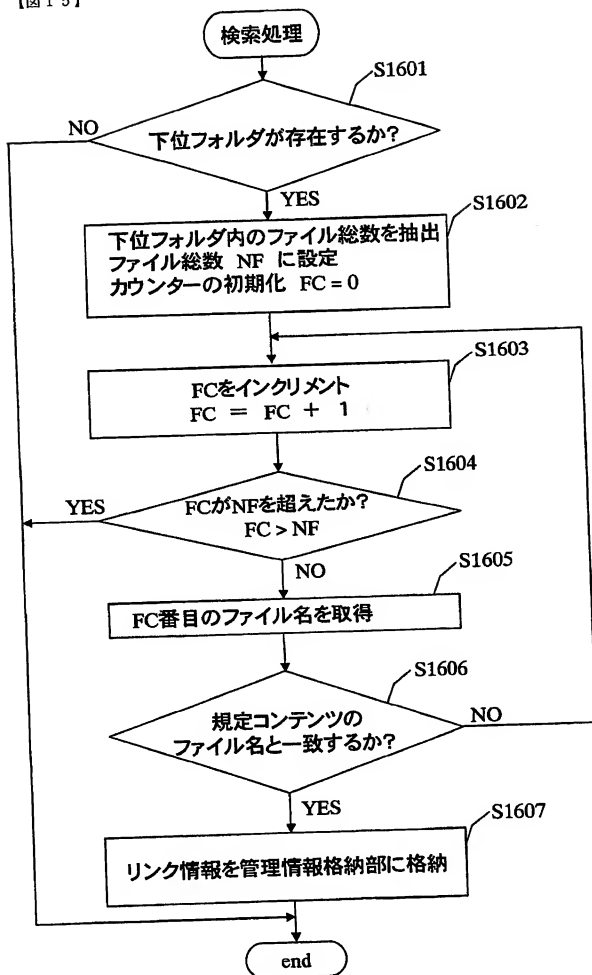 【図15】
検索処理
S1601
下位フォルダが存在するか?
NO
YES
S1602
下位フォルダ内のファイル総数を抽出
ファイル総数 NF に設定
カウンターの初期化 FC = 0
S1603
FCをインクリメント
FC = FC + 1
S1604
FCがNFを超えたか?
FC > NF
YES
NO
S1605
FC番目のファイル名を取得
S1606
規定コンテンツの
ファイル名と一致するか?
NO
YES
S1607
リンク情報を管理情報格納部に格納
end